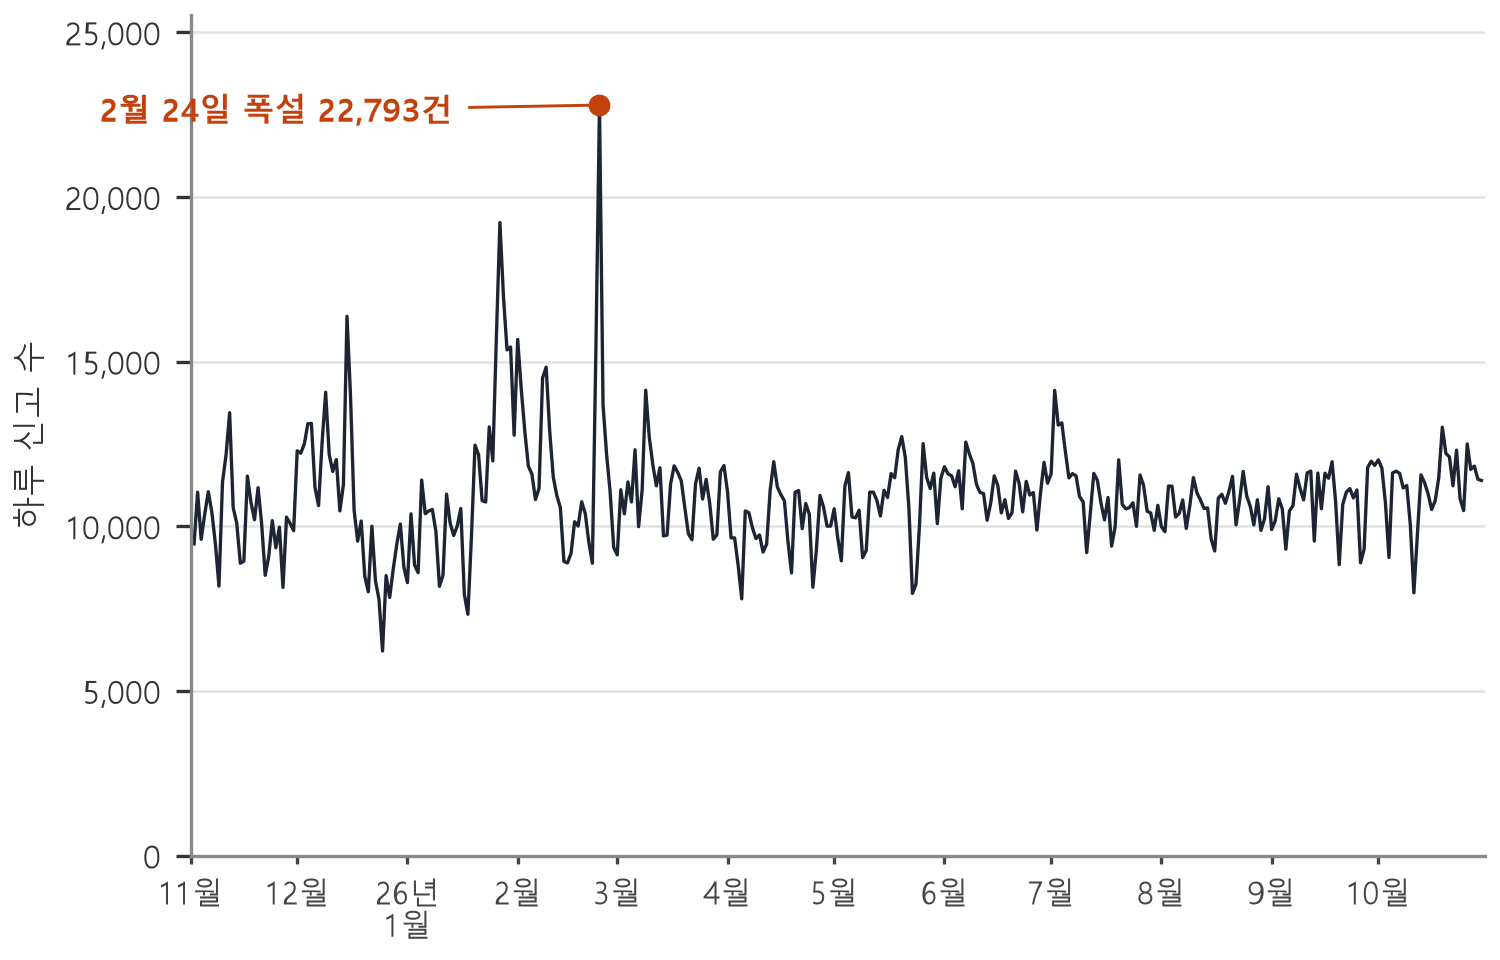 25,000
2월 24일 폭설 22,793건
20,000
15,000
10,000
5,000
0
하루 신고 수
11월
12월
26년
1월
2월
3월
4월
5월
6월
7월
8월
9월
10월